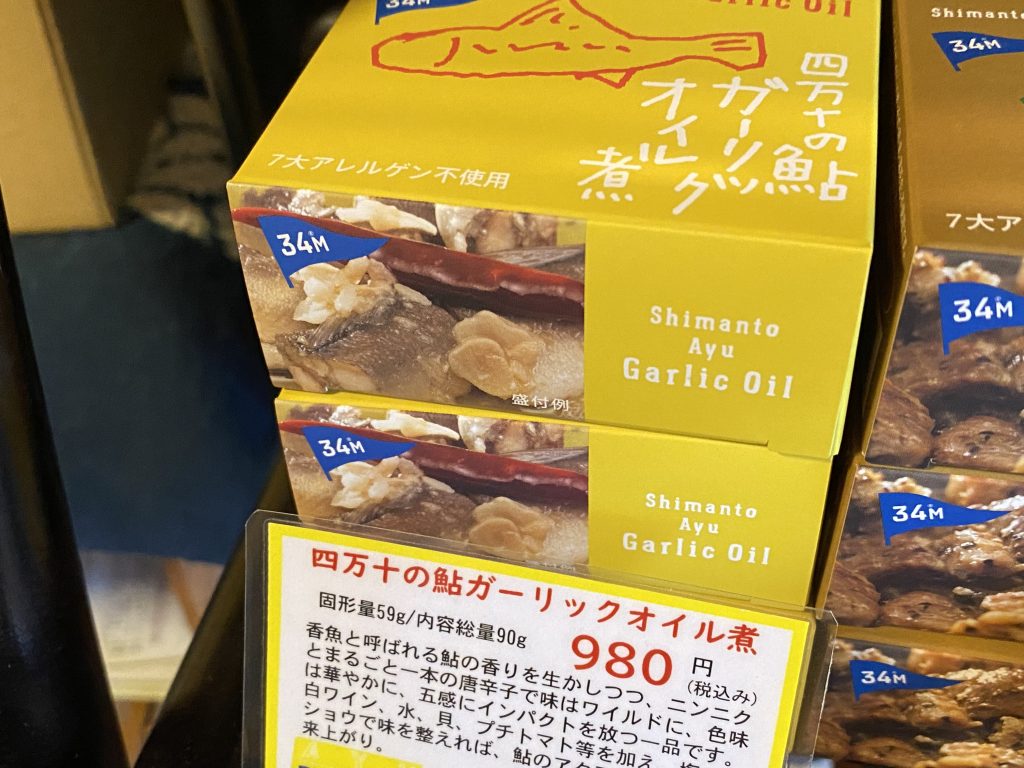 34M
Garlic Oil
四万十の鮎
ガーリック
オイル
煮
7大アレルゲン不使用
34M
盛付例
Shimanto
Ayu
Garlic Oil
34M
Shimanto
Ayu
Garlic Oil
四万十の鮎ガーリックオイル煮
固形量59g/内容総量90g
980円
(税込み)
香魚と呼ばれる鮎の香りを生かしつつ、ニンニク
とまるごと一本の唐辛子で味はワイルドに、色味
は華やかに、五感にインパクトを放つ一品です。
白ワイン、水、貝、プチトマト等を加え、塩
ショウで味を整えれば、鮎のアク
来上がり。
Shimanto
34M
7大ア
34M
34M
34M